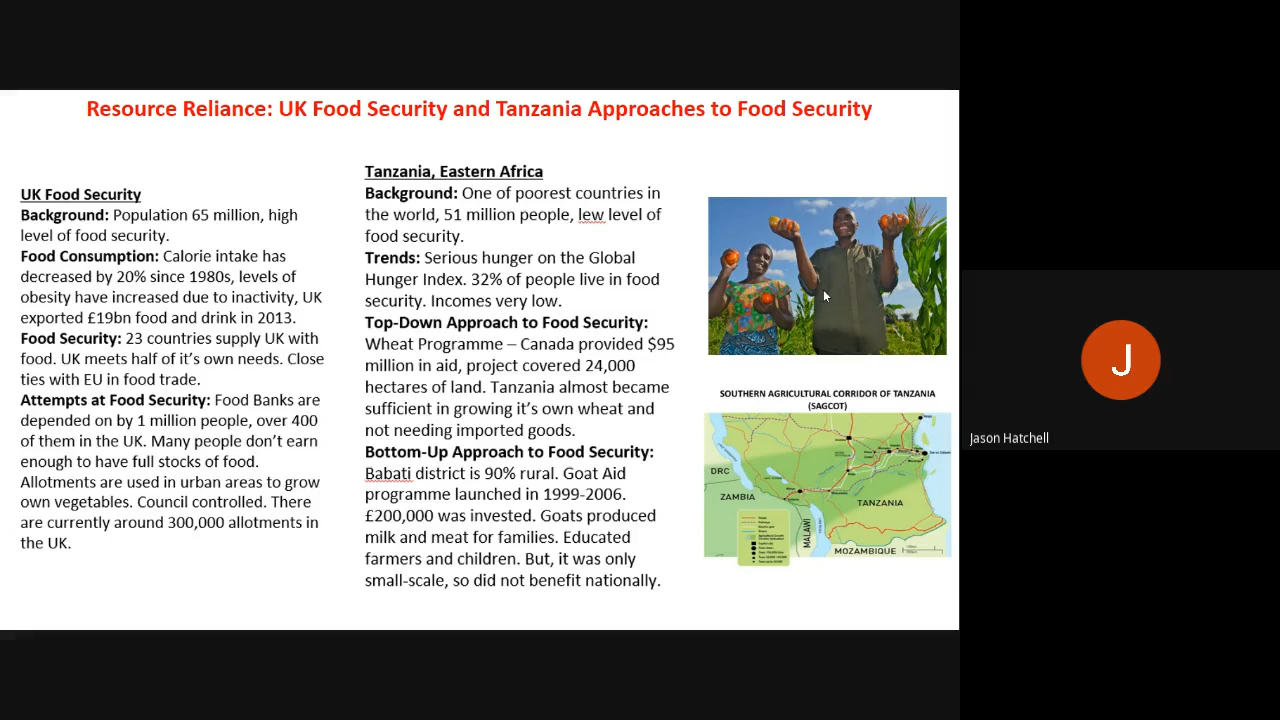 Resource Reliance: UK Food Security and Tanzania Approaches to Food Security
UK Food Security
Background: Population 65 million, high
level of food security.
Food Consumption: Calorie intake has
decreased by 20% since 1980s, levels of
obesity have increased due to inactivity, UK
exported £19bn food and drink in 2013.
Food Security: 23 countries supply UK with
food. UK meets half of it's own needs. Close
ties with EU in food trade.
Attempts at Food Security: Food Banks are
depended on by 1 million people, over 400
of them in the UK. Many people don't earn
enough to have full stocks of food.
Allotments are used in urban areas to grow
own vegetables. Council controlled. There
are currently around 300,000 allotments in
the UK.
Tanzania, Eastern Africa
Background: One of poorest countries in
the world, 51 million people, lew level of
food security.
Trends: Serious hunger on the Global
Hunger Index. 32% of people live in food
security. Incomes very low.
Top-Down Approach to Food Security:
Wheat Programme – Canada provided $95
million in aid, project covered 24,000
hectares of land. Tanzania almost became
sufficient in growing it's own wheat and
not needing imported goods.
Bottom-Up Approach to Food Security:
Babati district is 90% rural. Goat Aid
programme launched in 1999-2006.
£200,000 was invested. Goats produced
milk and meat for families. Educated
farmers and children. But, it was only
small-scale, so did not benefit nationally.
SOUTHERN AGRICULTURAL CORRIDOR OF TANZANIA
(SAGCOT)
DRC
ZAMBIA
TANZANIA
MALAWI
MOZAMBIQUE
J
Jason Hatchell